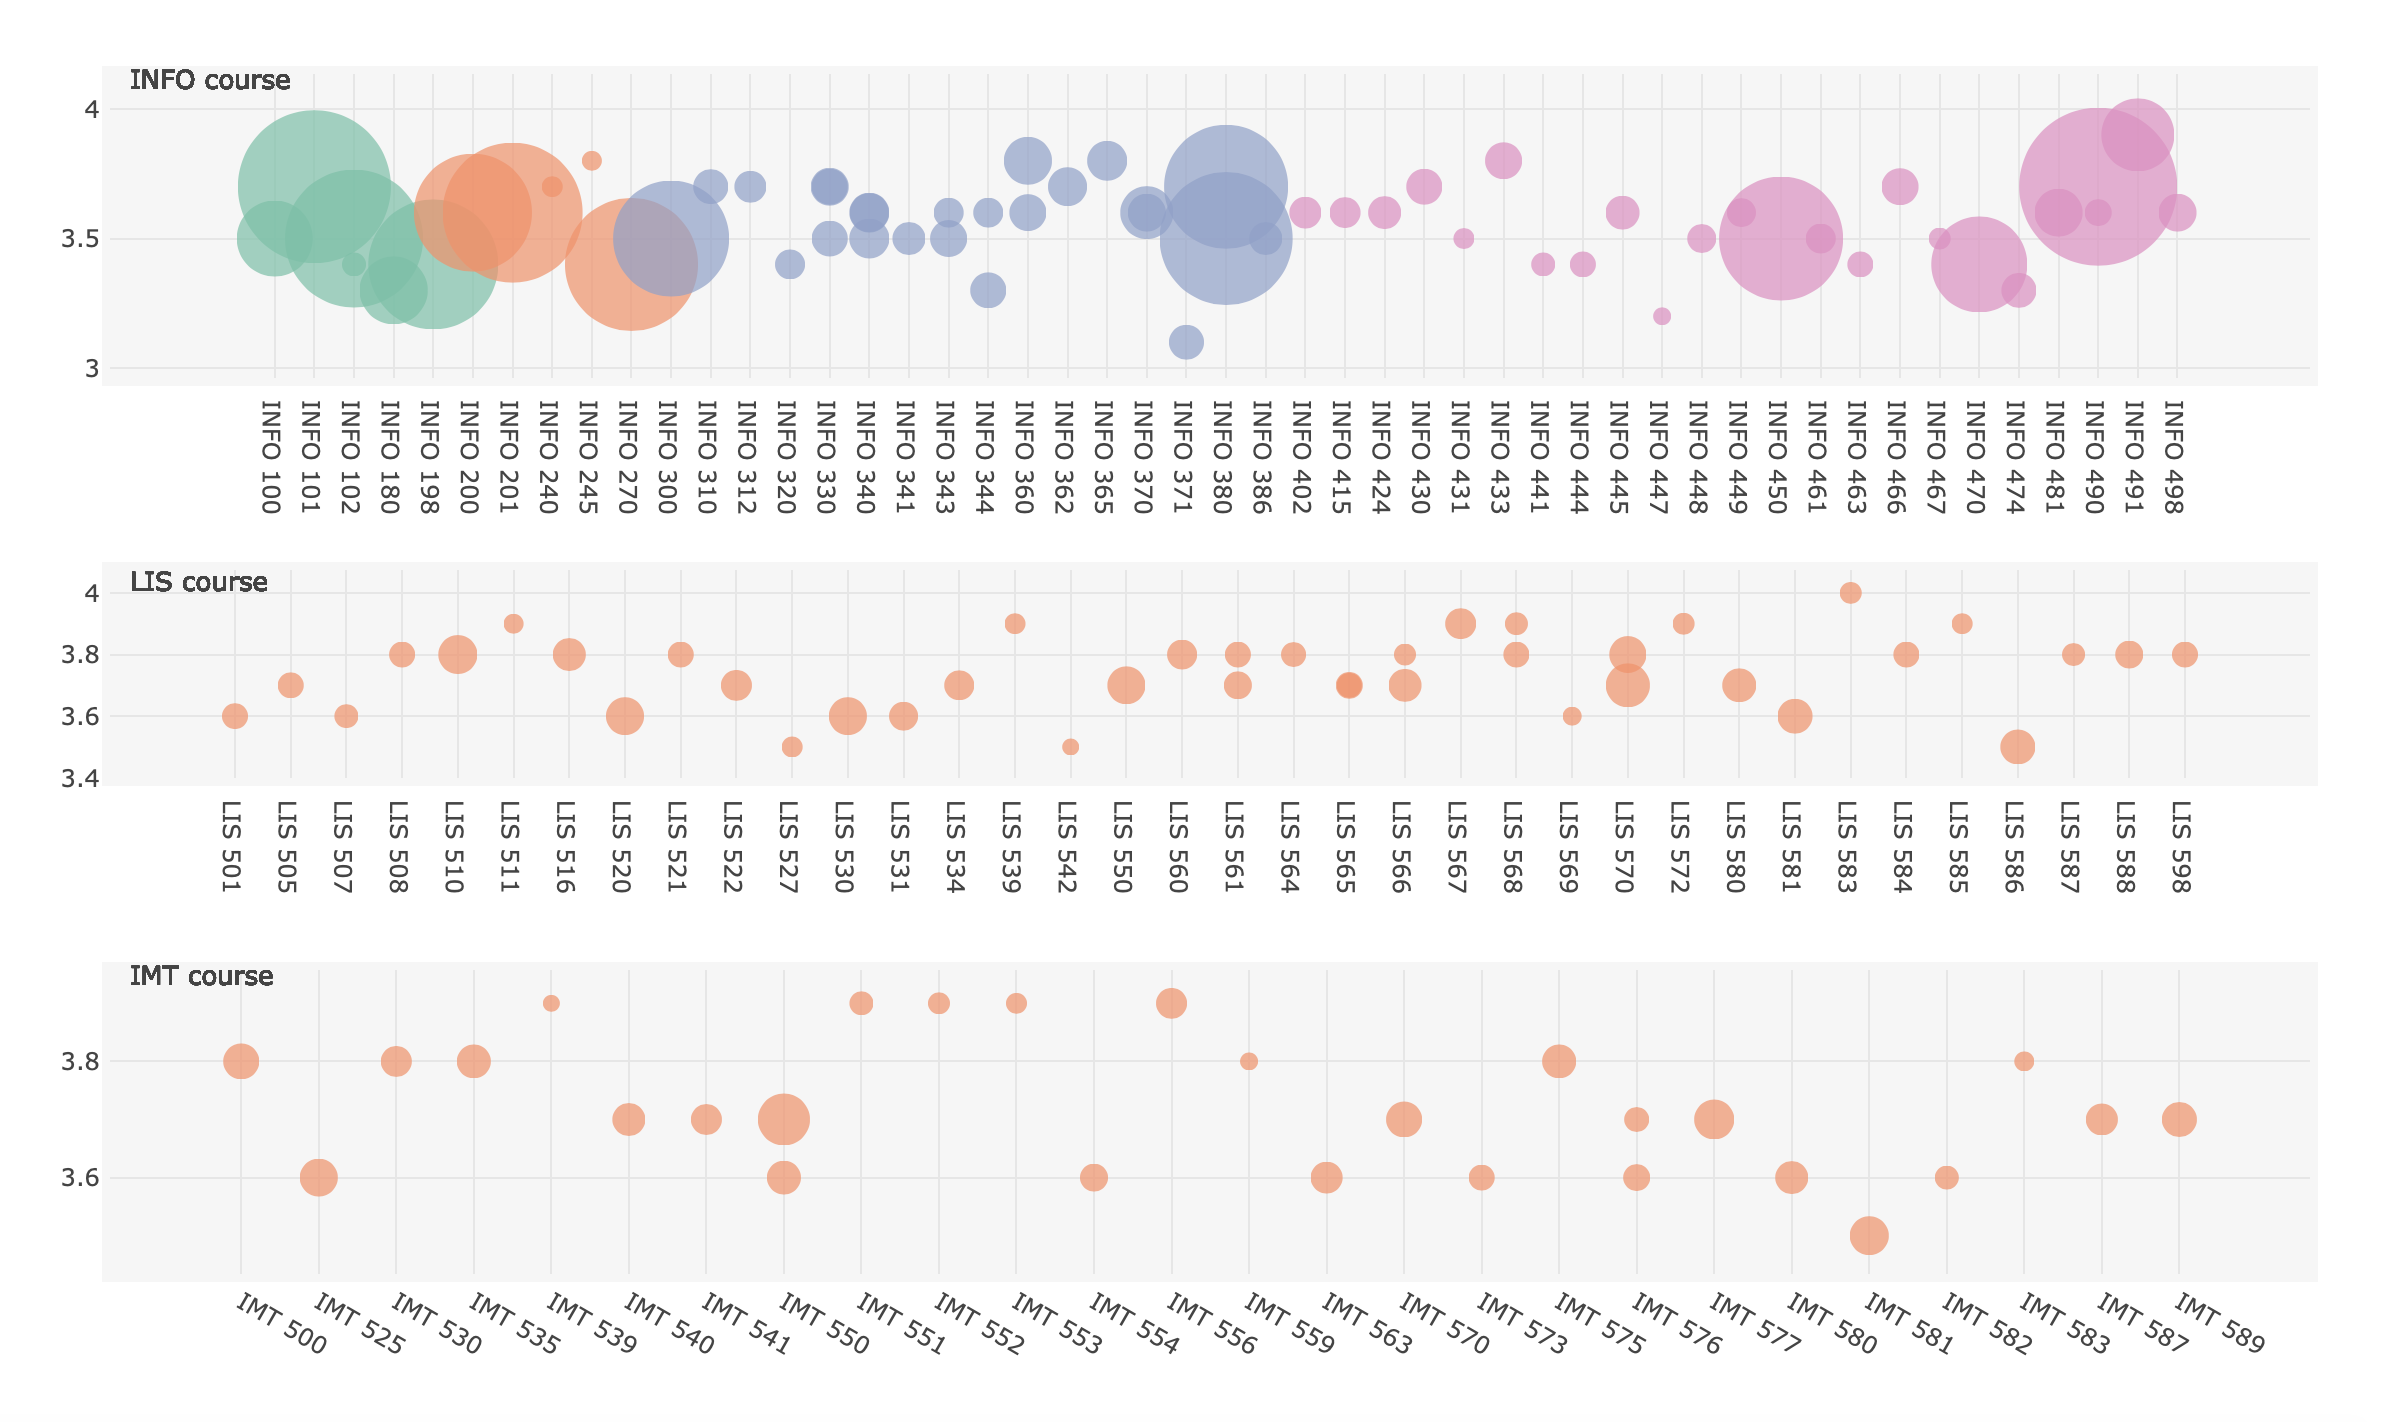 INFO course
4
3.5
3
INFO 100
INFO 101
INFO 102
INFO 180
INFO 198
INFO 200
INFO 201
INFO 240
INFO 245
INFO 270
INFO 300
INFO 310
INFO 312
INFO 320
INFO 330
INFO 340
INFO 341
INFO 343
INFO 344
INFO 360
INFO 362
INFO 365
INFO 370
INFO 371
INFO 380
INFO 386
INFO 402
INFO 415
INFO 424
INFO 430
INFO 431
INFO 433
INFO 441
INFO 444
INFO 445
INFO 447
INFO 448
INFO 449
INFO 450
INFO 461
INFO 463
INFO 466
INFO 467
INFO 470
INFO 474
INFO 481
INFO 490
INFO 491
INFO 498
LIS course
4
3.8
3.6
3.4
LIS 501
LIS 505
LIS 507
LIS 508
LIS 510
LIS 511
LIS 516
LIS 520
LIS 521
LIS 522
LIS 527
LIS 530
LIS 531
LIS 534
LIS 539
LIS 542
LIS 550
LIS 560
LIS 561
LIS 564
LIS 565
LIS 566
LIS 567
LIS 568
LIS 569
LIS 570
LIS 572
LIS 580
LIS 581
LIS 583
LIS 584
LIS 585
LIS 586
LIS 587
LIS 588
LIS 598
IMT course
3.8
3.6
IMT 500
IMT 525
IMT 530
IMT 535
IMT 539
IMT 540
IMT 541
IMT 550
IMT 551
IMT 552
IMT 553
IMT 554
IMT 556
IMT 559
IMT 563
IMT 570
IMT 573
IMT 575
IMT 576
IMT 577
IMT 580
IMT 581
IMT 582
IMT 583
IMT 587
IMT 589